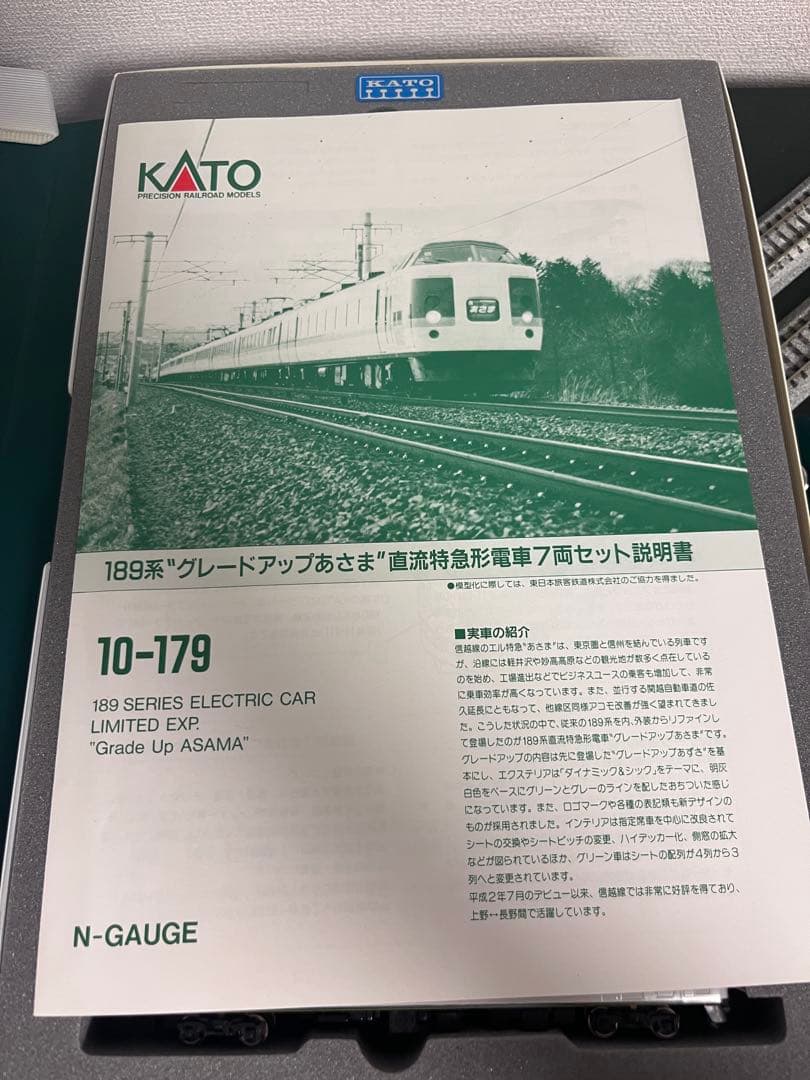 KATO
KATO
PRECISION RAILROAD MODELS
あさま
189系"グレードアップあさま"直流特急形電車7両セット説明書
●模型化に際しては、東日本旅客鉄道株式会社のご協力を得ました。
10-179
189 SERIES ELECTRIC CAR
LIMITED EXP.
"Grade Up ASAMA"
N-GAUGE
■実車の紹介
信越線のエル特急"あさま"は、東京圏と信州を結んでいる列車です
が、沿線には軽井沢や妙高高原などの観光地が数多く点在している
のを始め、工場進出などでビジネスユースの乗客も増加して、非常
に乗車効率が高くなっています。また、並行する関越自動車道の佐
久延長にともなって、他線区同様アコモ改善が強く望まれてきまし
た。こうした状況の中で、従来の189系を内、外装からリファインし
て登場したのが189系直流特急形電車"グレードアップあさま"です。
グレードアップの内容は先に登場した"グレードアップあずさ"を基
本にし、エクステリアは「ダイナミック&シック」をテーマに、明灰
白色をベースにグリーンとグレーのラインを配したおちついた感じ
になっています。また、ロゴマークや各種の表記類も新デザインの
ものが採用されました。インテリアは指定席車を中心に改良されて
シートの交換やシートピッチの変更、ハイデッカー化、側窓の拡大
などが図られているほか、グリーン車はシートの配列が4列から3
列へと変更されています。
平成2年7月のデビュー以来、信越線では非常に好評を得ており、
上野↔長野間で活躍しています。